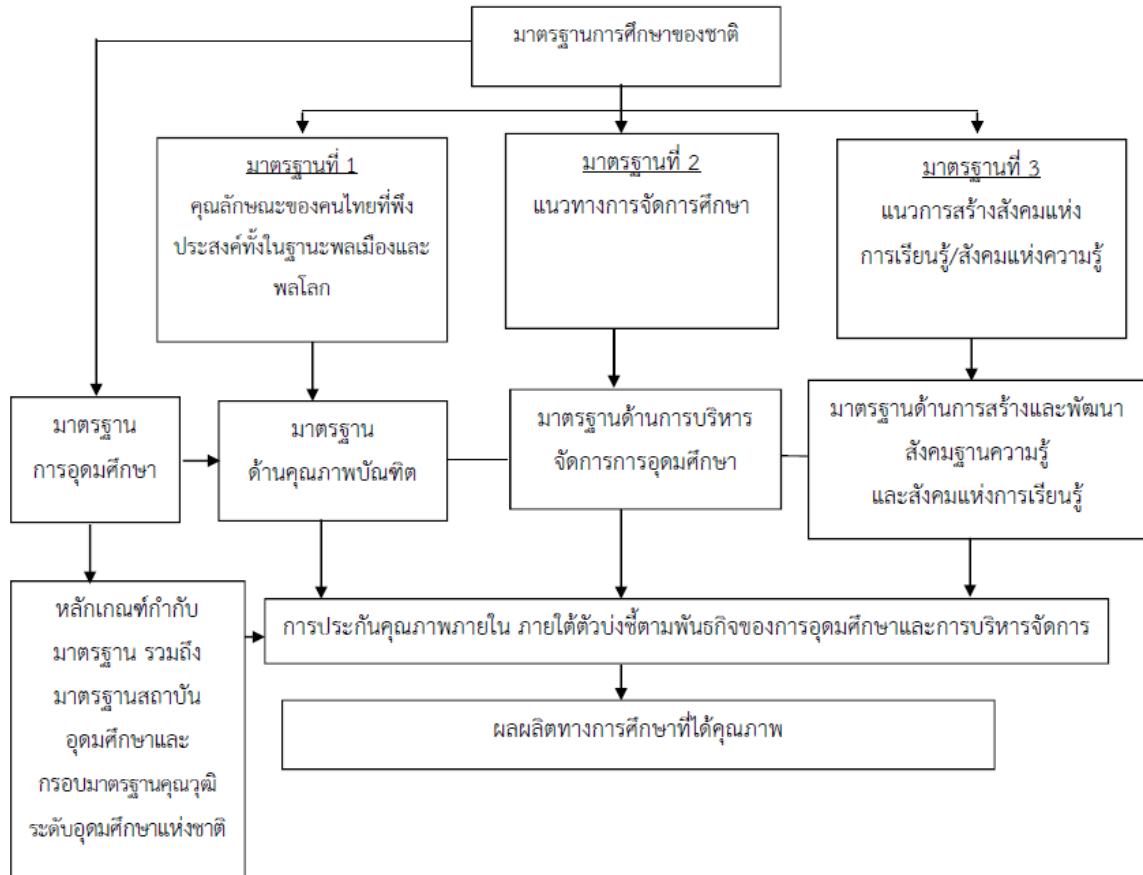 มาตรฐานการศึกษาของชาติ
มาตรฐานที่ 1
คุณลักษณะของคนไทยที่พึง
ประสงค์ทั้งในฐานะพลเมืองและ
พลโลก
มาตรฐานที่ 2
แนวทางการจัดการศึกษา
มาตรฐานที่ 3
แนวการสร้างสังคมแห่ง
การเรียนรู้/สังคมแห่งความรู้
มาตรฐาน
การอุดมศึกษา
มาตรฐาน
ด้านคุณภาพบัณฑิต
มาตรฐานด้านการบริหาร
จัดการการอุดมศึกษา
มาตรฐานด้านการสร้างและพัฒนา
สังคมฐานความรู้
และสังคมแห่งการเรียนรู้
หลักเกณฑ์กำกับ
มาตรฐาน รวมถึง
มาตรฐานสถาบัน
อุดมศึกษาและ
กรอบมาตรฐานคุณวุฒิ
ระดับอุดมศึกษาแห่งชาติ
การประกันคุณภาพภายใน ภายใต้ตัวบ่งชี้ตามพันธกิจของการอุดมศึกษาและการบริหารจัดการ
ผลผลิตทางการศึกษาที่ได้คุณภาพ